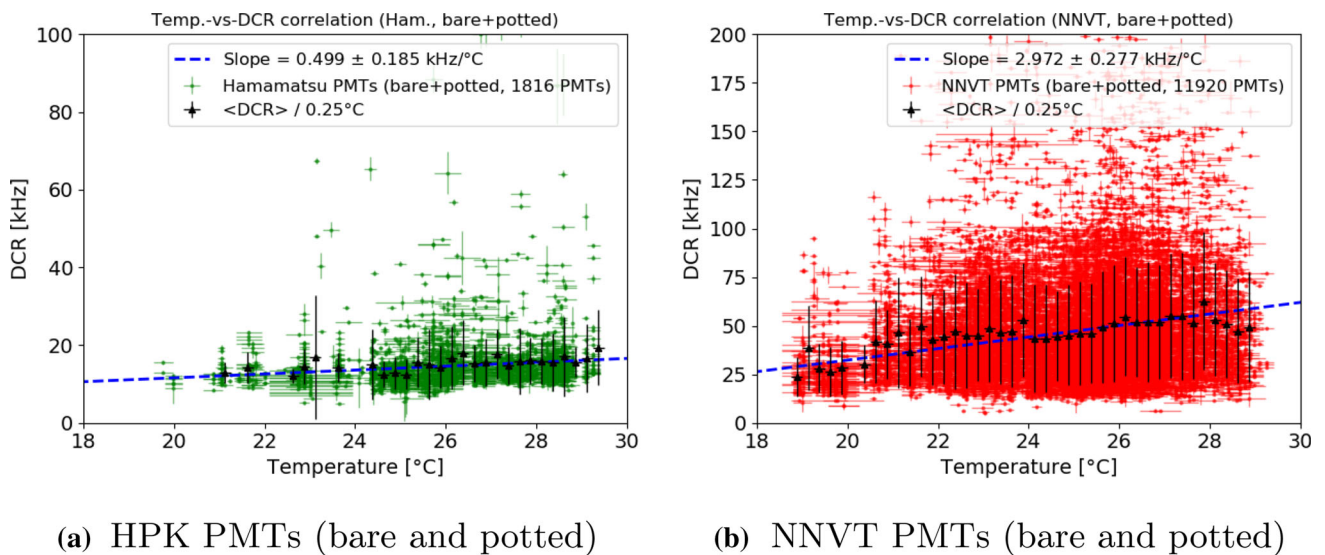 Temp.-vs-DCR correlation (Ham., bare+potted)
100
80
60
40
20
0
DCR [kHz]
Slope = 0.499 ± 0.185 kHz/°C
Hamamatsu PMTs (bare+potted, 1816 PMTs)
<DCR> / 0.25°C
18 20 22 24 26 28 30
Temperature [°C]
(a) HPK PMTs (bare and potted)
Temp.-vs-DCR correlation (NNVT, bare+potted)
200
175
150
125
100
75
50
25
0
DCR [kHz]
Slope = 2.972 ± 0.277 kHz/°C
NNVT PMTs (bare+potted, 11920 PMTs)
<DCR> / 0.25°C
18 20 22 24 26 28 30
Temperature [°C]
(b) NNVT PMTs (bare and potted)